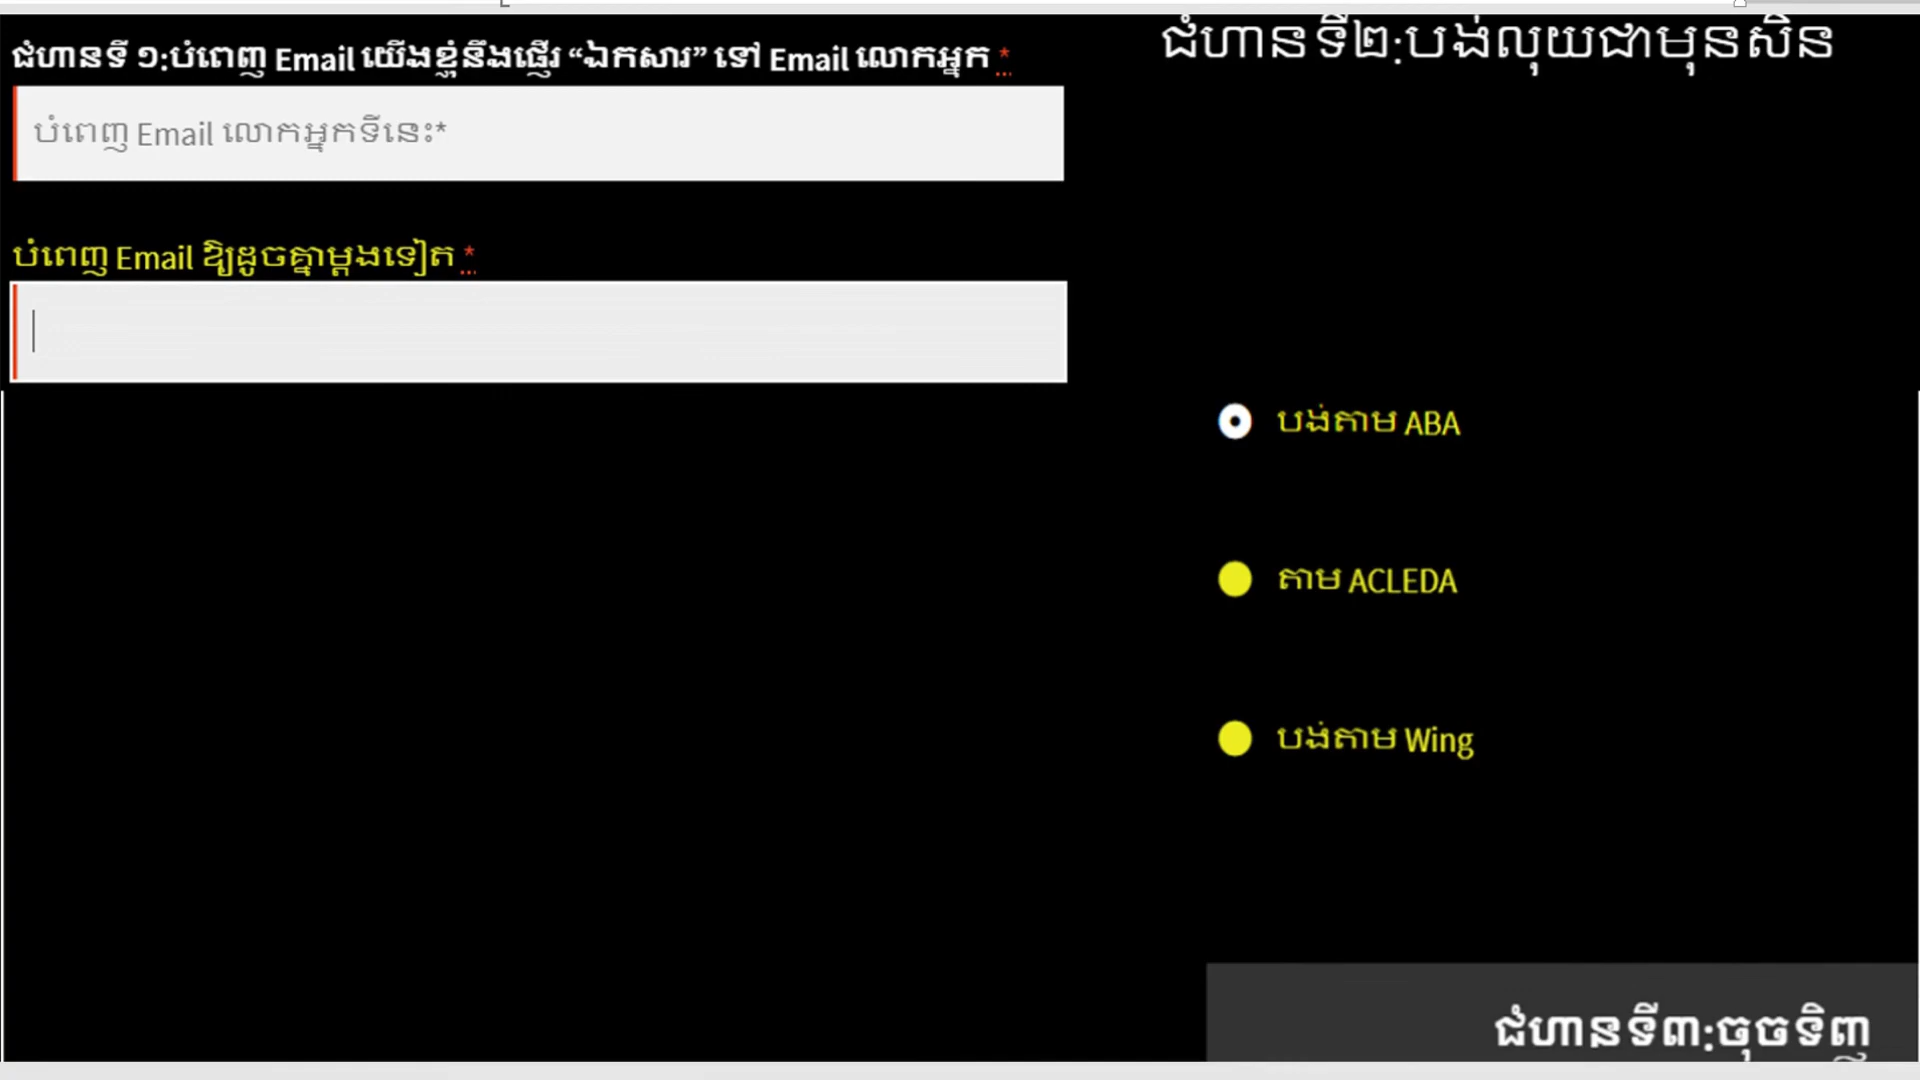 ជំហានទី ១:បំពេញ Email យើងខ្ញុំនឹងផ្ញើរ “ឯកសារ” ទៅ Email លោកអ្នក *
បំពេញ Email លោកអ្នកទីនេះ*
បំពេញ Email ឱ្យដូចគ្នាម្តងទៀត *
ជំហានទី២:បង់លុយជាមុនសិន
បង់តាម ABA
តាម ACLEDA
បង់តាម Wing
ជំហានទី៣:ចុចទិញ